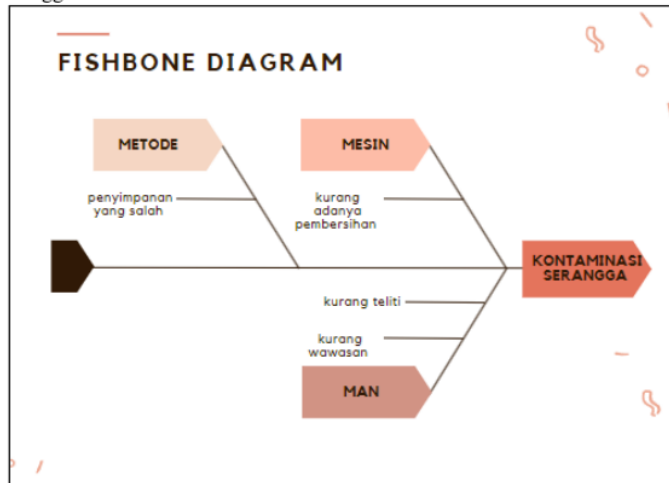 FISHBONE DIAGRAM
METODE
MESIN
penyimpanan
yang salah
kurang
adanya
pembersihan
KONTAMINASI
SERANGGA
kurang teliti
kurang
wawasan
MAN